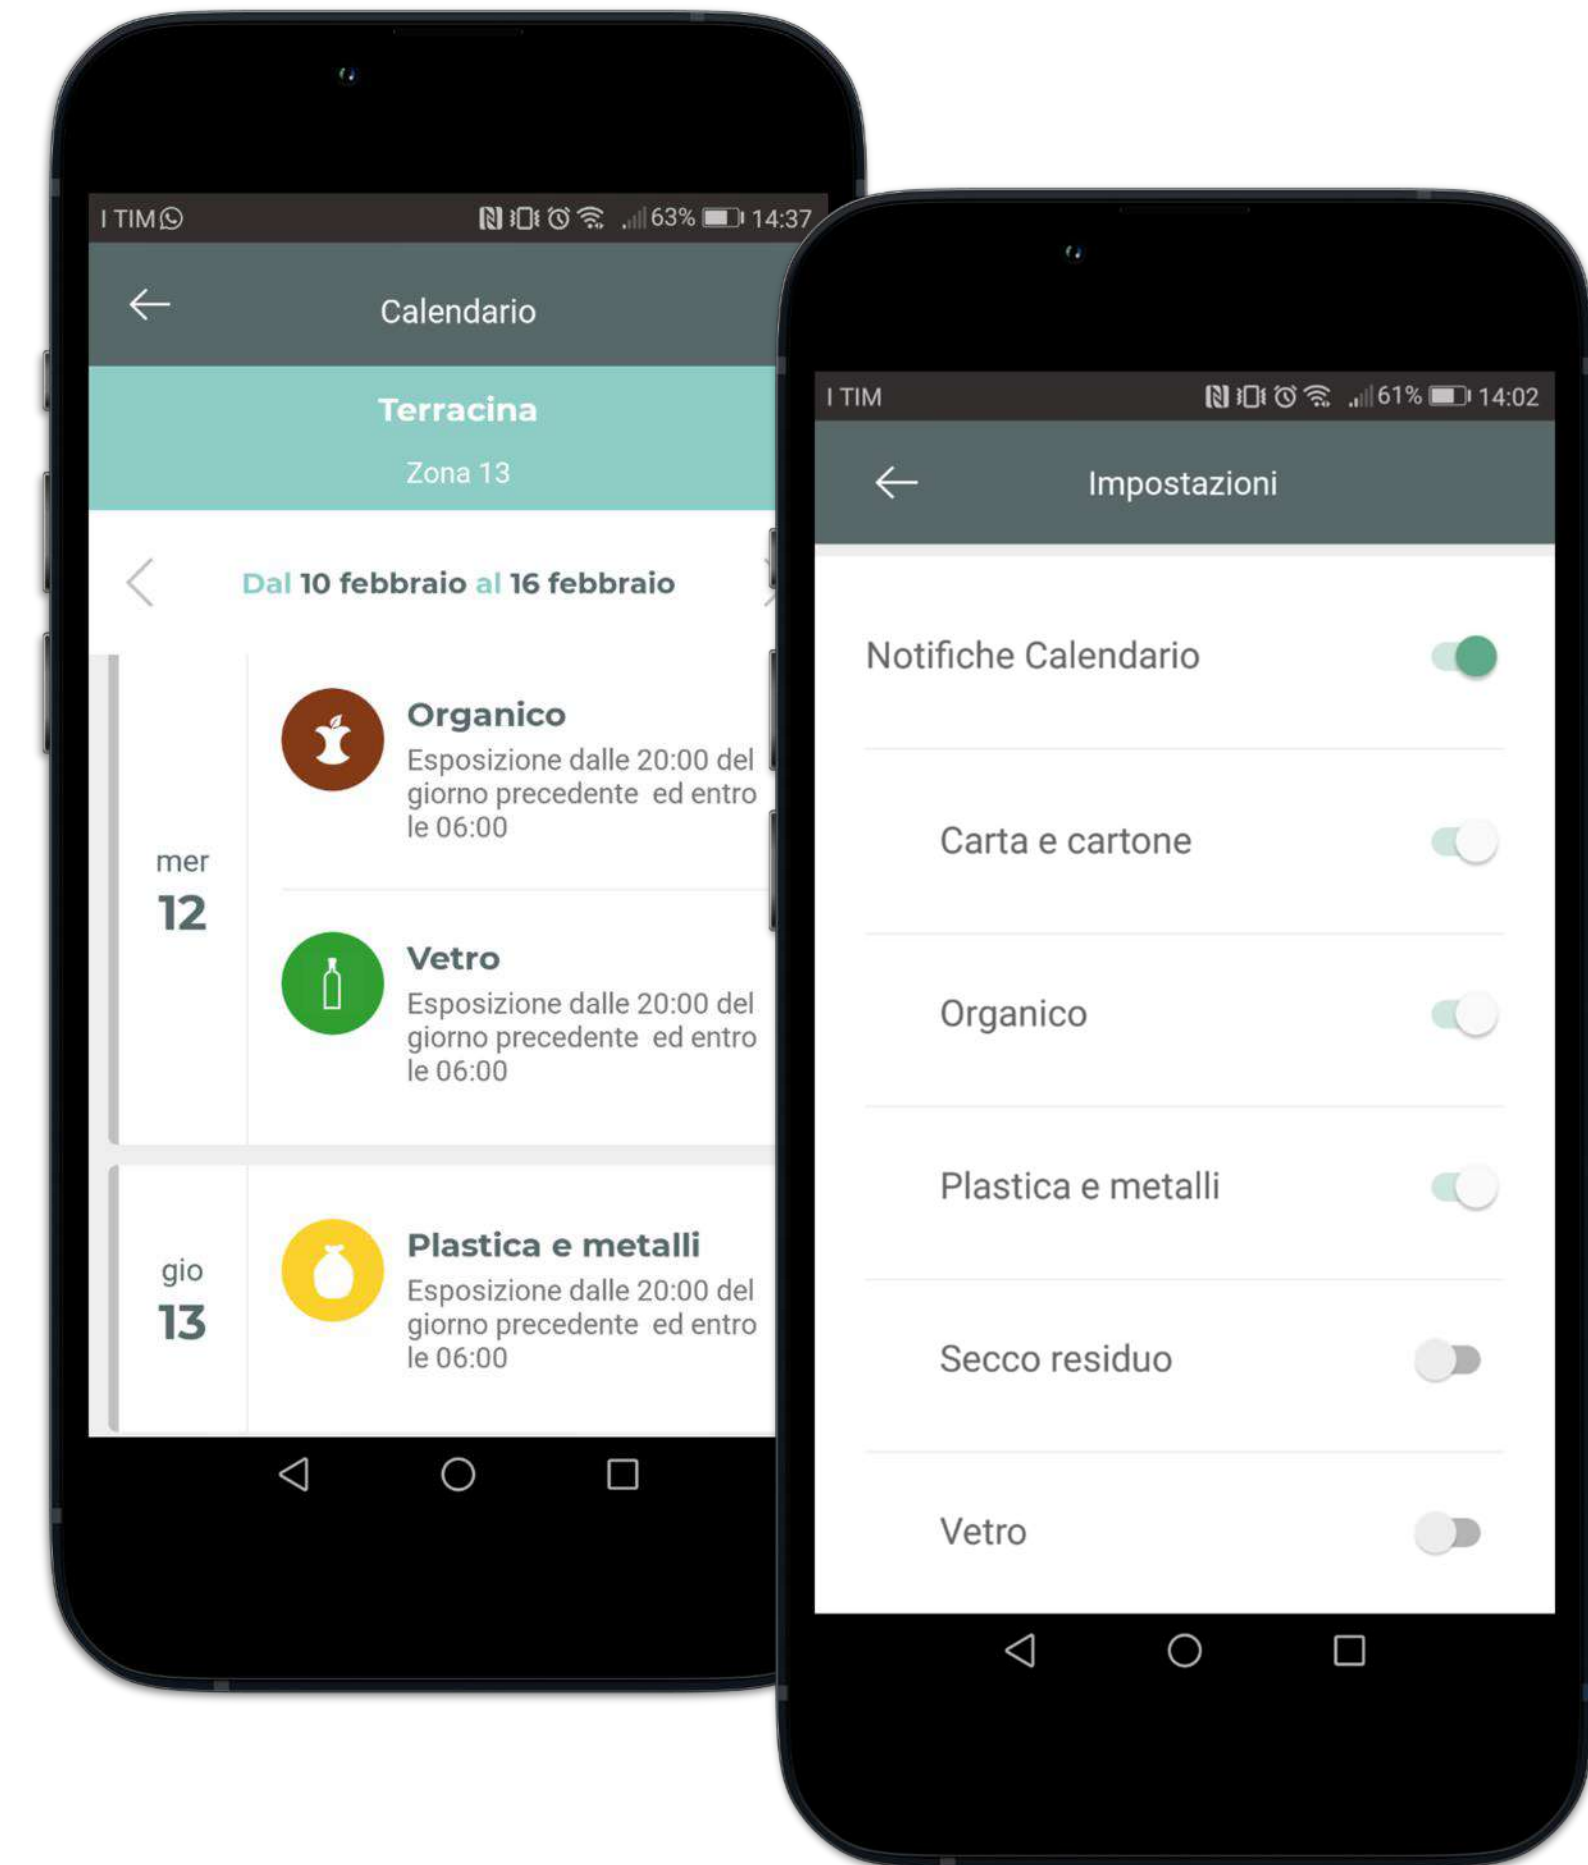 I TIM 63% 14:37
Calendario
Terracina
Zona 13
Dal 10 febbraio al 16 febbraio
mer
12
Organico
Esposizione dalle 20:00 del
giorno precedente ed entro
le 06:00
Vetro
Esposizione dalle 20:00 del
giorno precedente ed entro
le 06:00
gio
13
Plastica e metalli
Esposizione dalle 20:00 del
giorno precedente ed entro
le 06:00
I TIM 61% 14:02
Impostazioni
Notifiche Calendario
Carta e cartone
Organico
Plastica e metalli
Secco residuo
Vetro